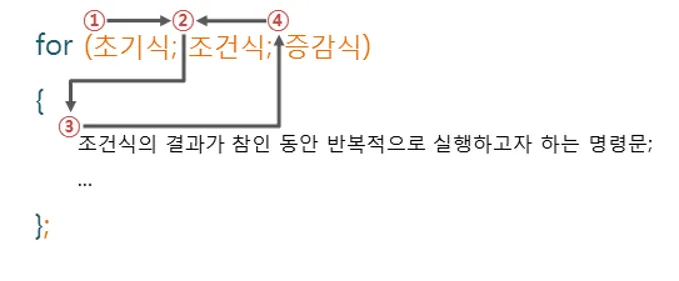 ① ② ④
for (초기식; 조건식; 증감식)
{
③
조건식의 결과가 참인 동안 반복적으로 실행하고자 하는 명령문;
...
};